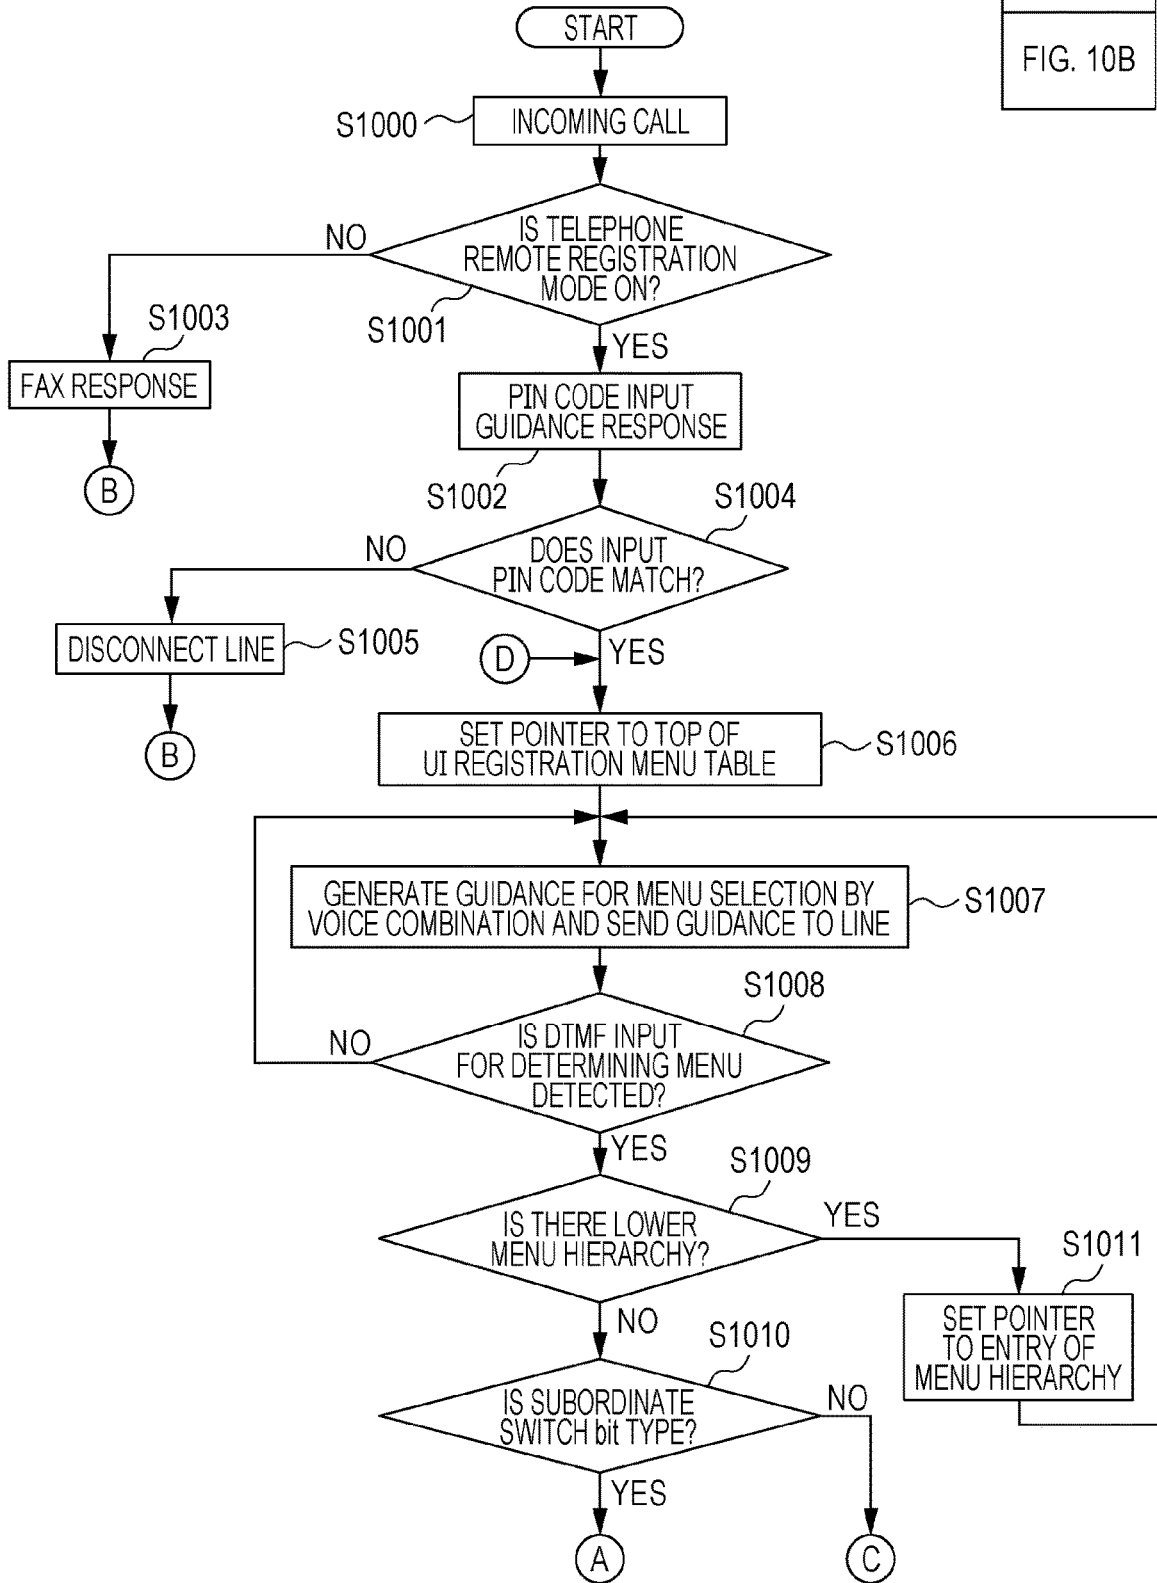 FIG. 10B
START
S1000
INCOMING CALL
NO
IS TELEPHONE
REMOTE REGISTRATION
MODE ON?
S1001
S1003
YES
FAX RESPONSE
PIN CODE INPUT
GUIDANCE RESPONSE
B
S1002
S1004
NO
DOES INPUT
PIN CODE MATCH?
DISCONNECT LINE
S1005
D
YES
B
SET POINTER TO TOP OF
UI REGISTRATION MENU TABLE
S1006
GENERATE GUIDANCE FOR MENU SELECTION BY
VOICE COMBINATION AND SEND GUIDANCE TO LINE
S1007
S1008
NO
IS DTMF INPUT
FOR DETERMINING MENU
DETECTED?
YES
S1009
IS THERE LOWER
MENU HIERARCHY?
YES
S1011
NO
SET POINTER
TO ENTRY OF
MENU HIERARCHY
S1010
IS SUBORDINATE
SWITCH bit TYPE?
NO
YES
A
C